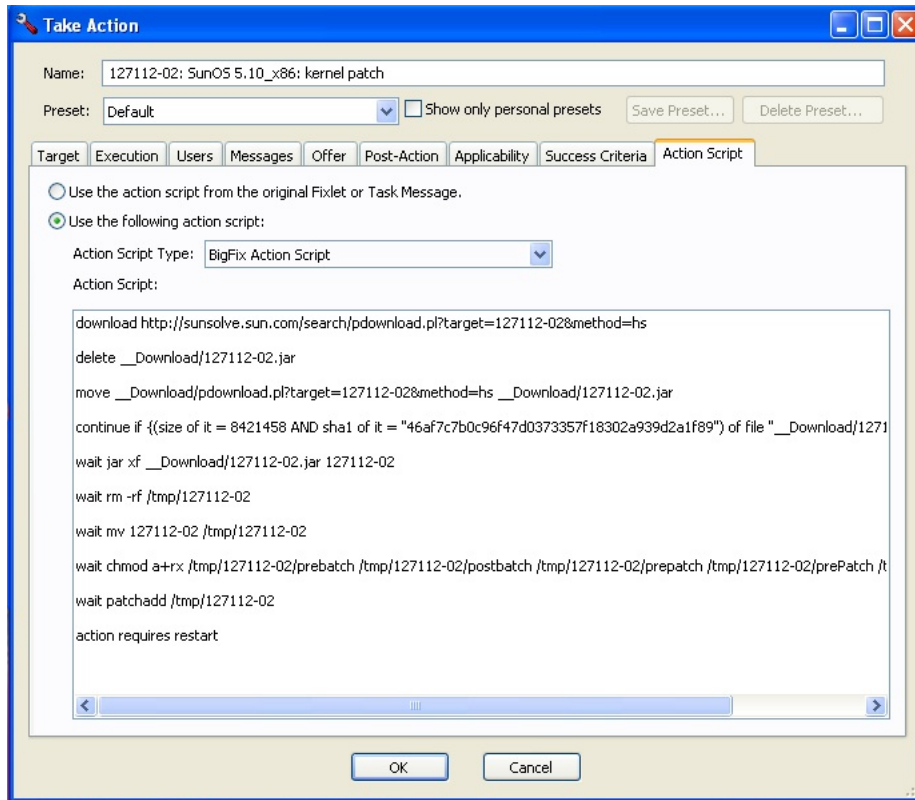 Take Action
Name: 127112-02: SunOS 5.10_x86: kernel patch
Preset: Default Show only personal presets Save Preset... Delete Preset...
Target Execution Users Messages Offer Post-Action Applicability Success Criteria Action Script
Use the action script from the original Fixlet or Task Message.
Use the following action script:
Action Script Type: BigFix Action Script
Action Script:
download http://sunsolve.sun.com/search/pdownload.pl?target=127112-02&method=hs
delete __Download/127112-02.jar
move __Download/pdownload.pl?target=127112-02&method=hs __Download/127112-02.jar
continue if {(size of it = 8421458 AND sha1 of it = "46af7c7b0c96f47d0373357f18302a939d2a1f89") of file "__Download/1271
wait jar xf __Download/127112-02.jar 127112-02
wait rm -rf /tmp/127112-02
wait mv 127112-02 /tmp/127112-02
wait chmod a+rx /tmp/127112-02/prebatch /tmp/127112-02/postbatch /tmp/127112-02/prepatch /tmp/127112-02/prePatch /t
wait patchadd /tmp/127112-02
action requires restart
OK Cancel